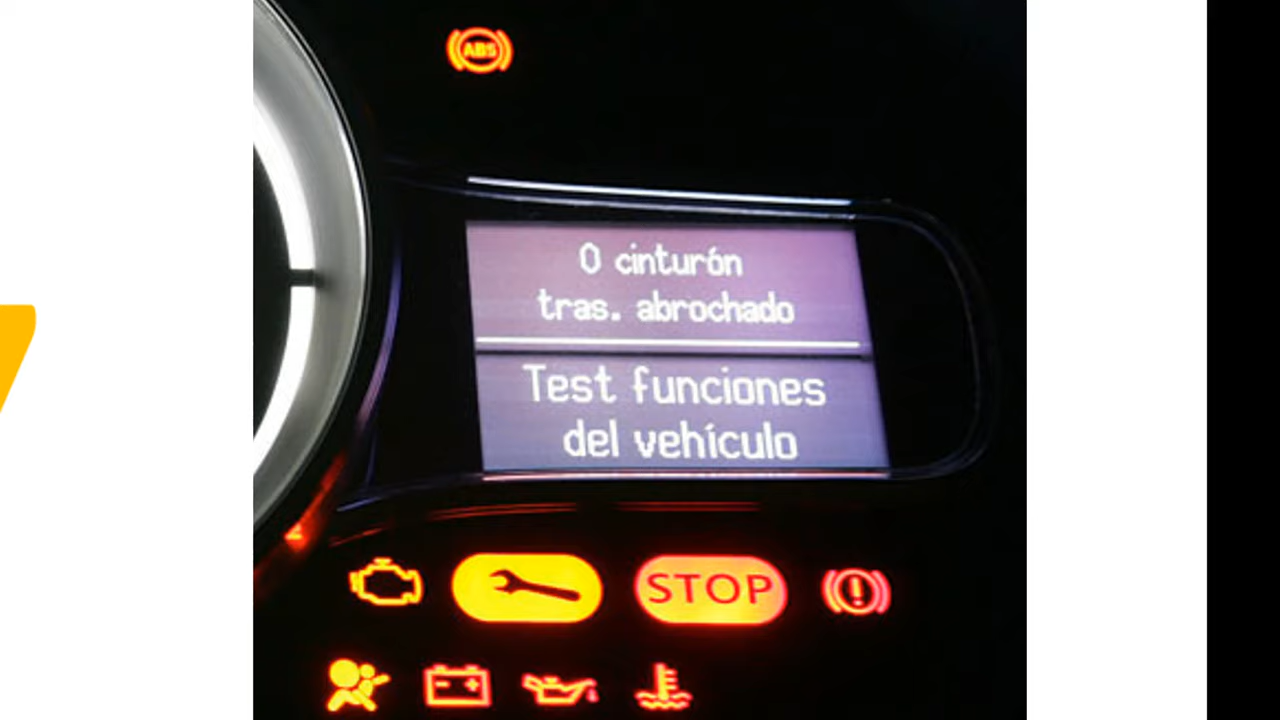 ABS
0 cinturón
tras. abrochado
Test funciones
del vehículo
STOP